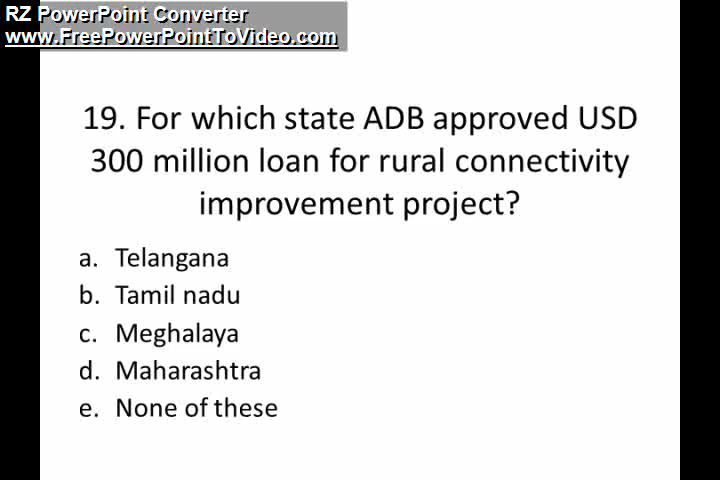 RZ PowerPoint Converter
www.FreePowerPointToVideo.com
19. For which state ADB approved USD
300 million loan for rural connectivity
improvement project?
a. Telangana
b. Tamil nadu
c. Meghalaya
d. Maharashtra
e. None of these